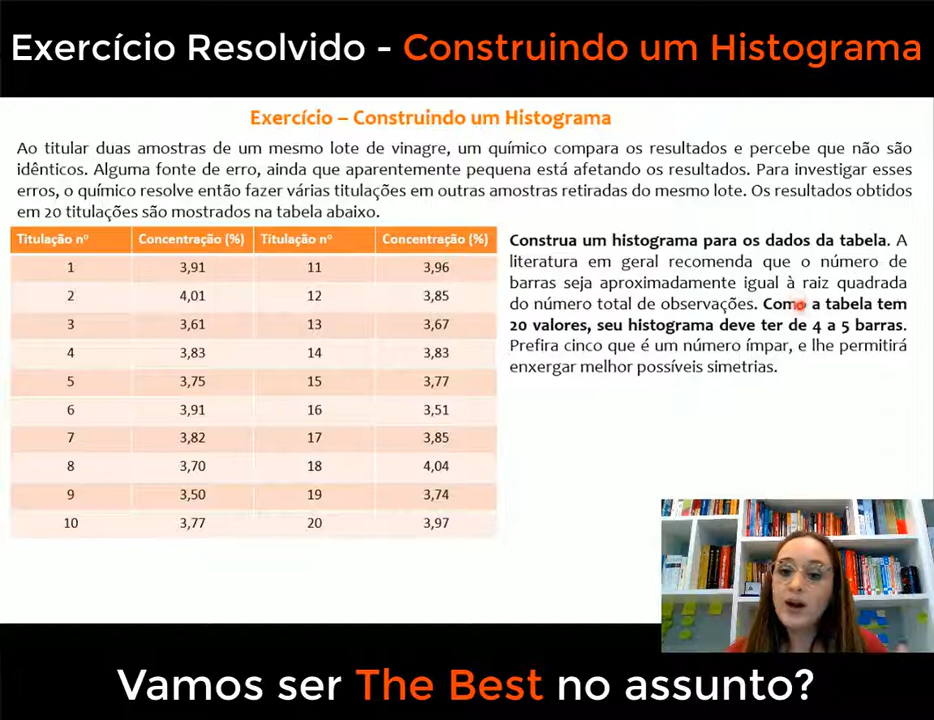 Exercício Resolvido - Construindo um Histograma
Exercício – Construindo um Histograma
Ao titular duas amostras de um mesmo lote de vinagre, um químico compara os resultados e percebe que não são
idênticos. Alguma fonte de erro, ainda que aparentemente pequena está afetando os resultados. Para investigar esses
erros, o químico resolve então fazer várias titulações em outras amostras retiradas do mesmo lote. Os resultados obtidos
em 20 titulações são mostrados na tabela abaixo.
Titulação nº Concentração (%) Titulação nº Concentração (%)
1 3,91 11 3,96
2 4,01 12 3,85
3 3,61 13 3,67
4 3,83 14 3,83
5 3,75 15 3,77
6 3,91 16 3,51
7 3,82 17 3,85
8 3,70 18 4,04
9 3,50 19 3,74
10 3,77 20 3,97
Construa um histograma para os dados da tabela. A
literatura em geral recomenda que o número de
barras seja aproximadamente igual à raiz quadrada
do número total de observações. Como a tabela tem
20 valores, seu histograma deve ter de 4 a 5 barras.
Prefira cinco que é um número ímpar, e lhe permitirá
enxergar melhor possíveis simetrias.
Vamos ser The Best no assunto?